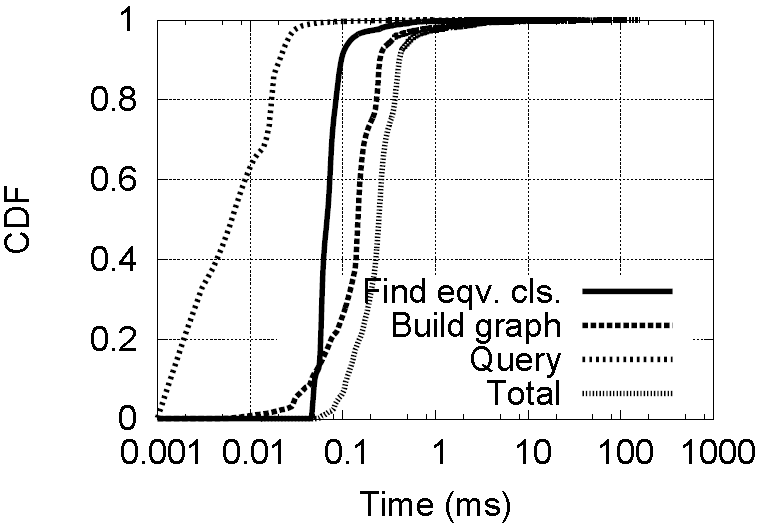 1
0.8
0.6
0.4
0.2
0
CDF
Find eqv. cls.
Build graph
Query
Total
0.001 0.01 0.1 1 10 100 1000
Time (ms)